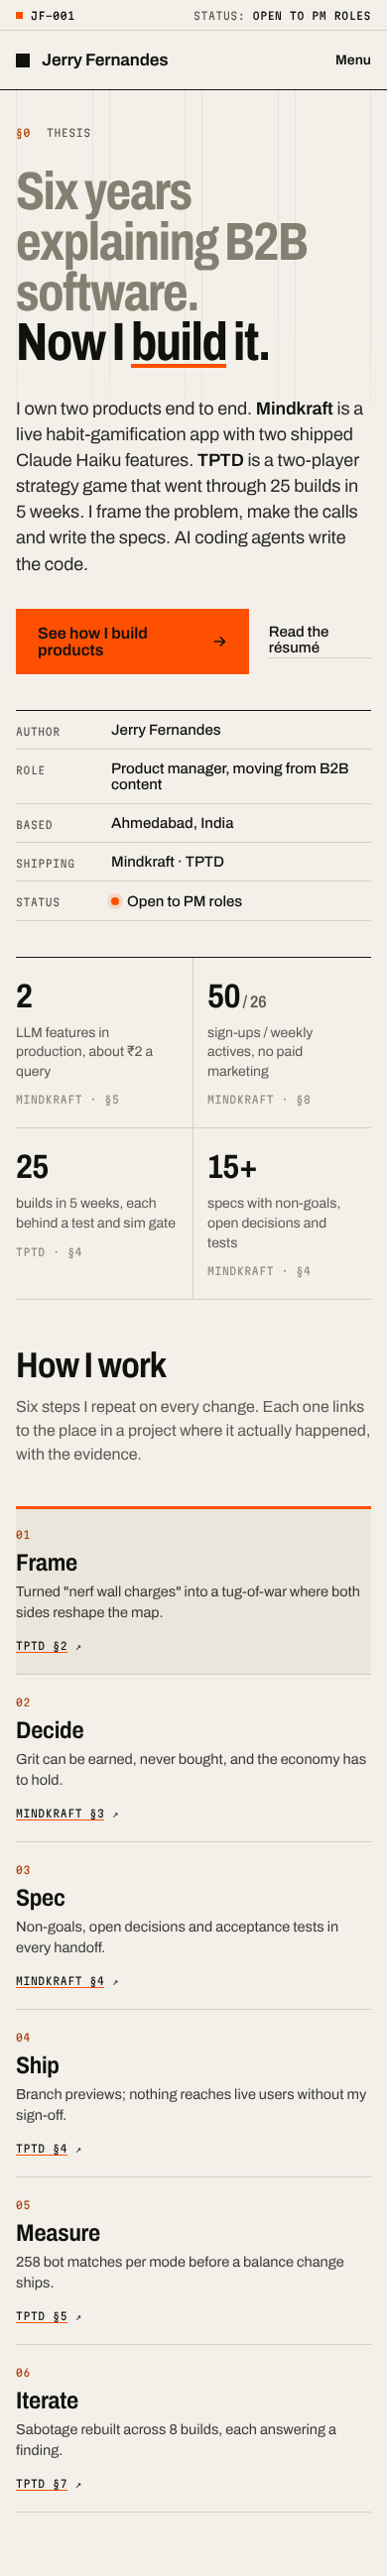 JF—001
STATUS: OPEN TO PM ROLES
Jerry Fernandes
Menu
§0 THESIS
Six years
explaining B2B
software.
Now I build it.
I own two products end to end. Mindkraft is a
live habit-gamification app with two shipped
Claude Haiku features. TPTD is a two-player
strategy game that went through 25 builds in
5 weeks. I frame the problem, make the calls
and write the specs. AI coding agents write
the code.
See how I build
products →
Read the
résumé
AUTHOR Jerry Fernandes
ROLE Product manager, moving from B2B
content
BASED Ahmedabad, India
SHIPPING Mindkraft · TPTD
STATUS Open to PM roles
2
LLM features in
production, about ₹2 a
query
MINDKRAFT · §5
50 / 26
sign-ups / weekly
actives, no paid
marketing
MINDKRAFT · §8
25
builds in 5 weeks, each
behind a test and sim gate
TPTD · §4
15+
specs with non-goals,
open decisions and
tests
MINDKRAFT · §4
How I work
Six steps I repeat on every change. Each one links
to the place in a project where it actually happened,
with the evidence.
01
Frame
Turned "nerf wall charges" into a tug-of-war where both
sides reshape the map.
TPTD §2 ↗
02
Decide
Grit can be earned, never bought, and the economy has
to hold.
MINDKRAFT §3 ↗
03
Spec
Non-goals, open decisions and acceptance tests in
every handoff.
MINDKRAFT §4 ↗
04
Ship
Branch previews; nothing reaches live users without my
sign-off.
TPTD §4 ↗
05
Measure
258 bot matches per mode before a balance change
ships.
TPTD §5 ↗
06
Iterate
Sabotage rebuilt across 8 builds, each answering a
finding.
TPTD §7 ↗